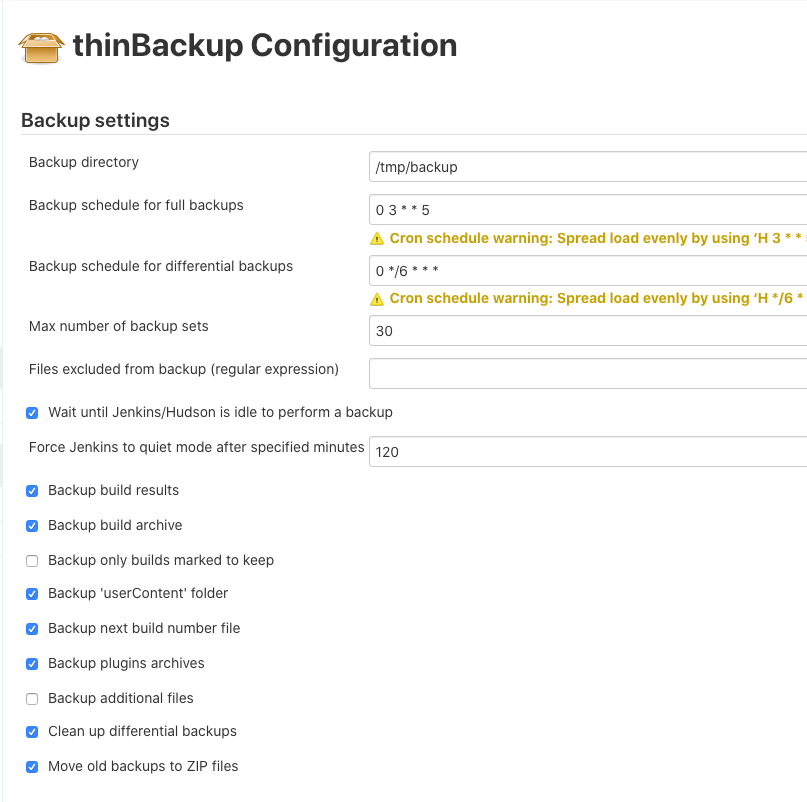 thinBackup Configuration
Backup settings
Backup directory
/tmp/backup
Backup schedule for full backups
0 3 * * 5
Cron schedule warning: Spread load evenly by using ‘H 3 * *
Backup schedule for differential backups
0 */6 * * *
Cron schedule warning: Spread load evenly by using ‘H */6 *
Max number of backup sets
30
Files excluded from backup (regular expression)
Wait until Jenkins/Hudson is idle to perform a backup
Force Jenkins to quiet mode after specified minutes
120
Backup build results
Backup build archive
Backup only builds marked to keep
Backup 'userContent' folder
Backup next build number file
Backup plugins archives
Backup additional files
Clean up differential backups
Move old backups to ZIP files